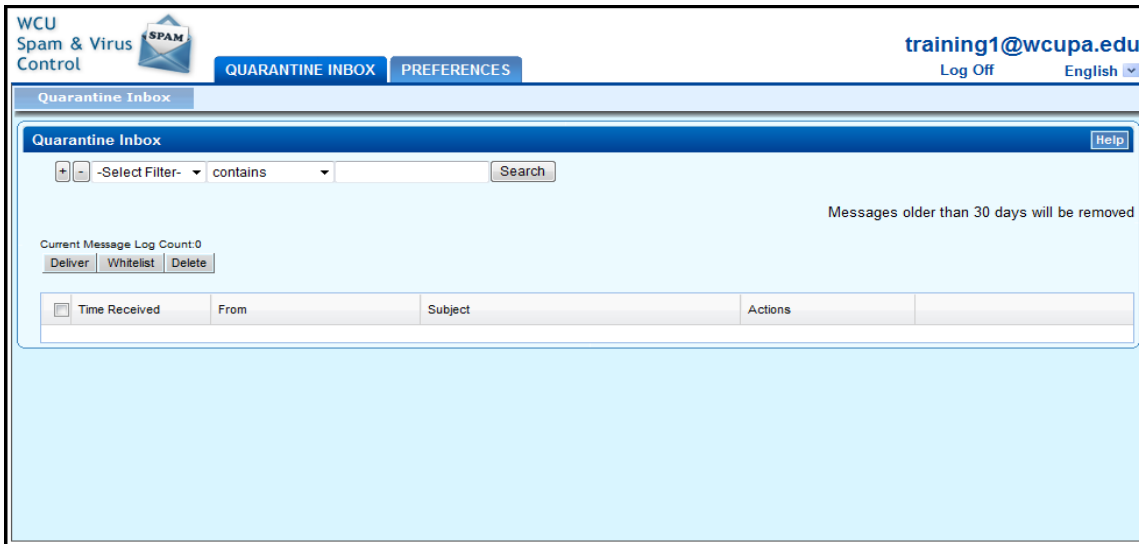 WCU
Spam & Virus
Control
SPAM
QUARANTINE INBOX
PREFERENCES
training1@wcupa.edu
Log Off
English
Quarantine Inbox
Quarantine Inbox
Help
+ - -Select Filter- contains Search
Messages older than 30 days will be removed
Current Message Log Count:0
Deliver Whitelist Delete
Time Received From Subject Actions